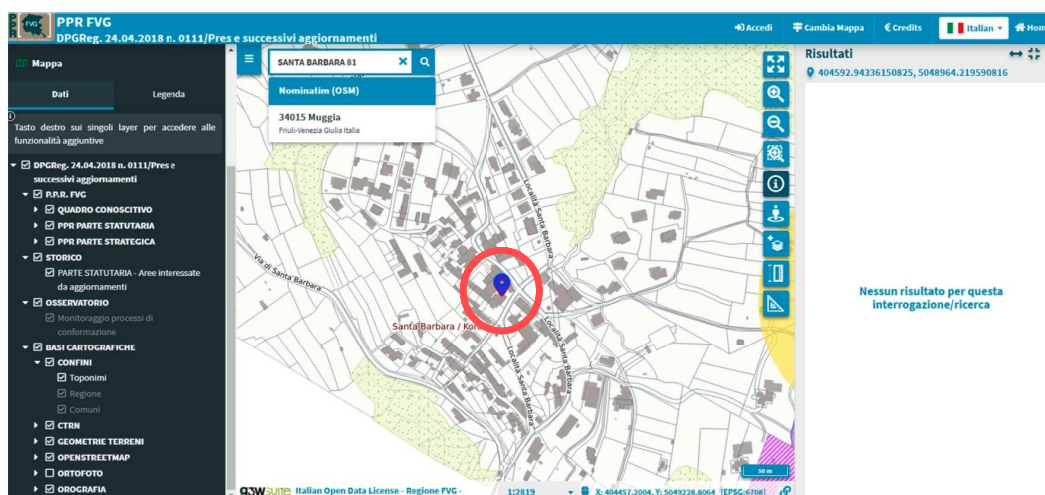 FVG
PPR FVG
DPGReg. 24.04.2018 n. 0111/Pres e successivi aggiornamenti
Accedi
Cambia Mappa
€ Credits
Italian
Hom
Mappa
Dati
Legenda
Tasto destro sui singoli layer per accedere alle
funzionalità aggiuntive
DPGReg. 24.04.2018 n. 0111/Pres e
successivi aggiornamenti
P.P.R. FVG
QUADRO CONOSCITIVO
PPR PARTE STATUTARIA
PPR PARTE STRATEGICA
STORICO
PARTE STATUTARIA - Aree interessate
da aggiornamenti
OSSERVATORIO
Monitoraggio processi di
conformazione
BASI CARTOGRAFICHE
CONFINI
Toponimi
Regione
Comuni
CTRN
GEOMETRIE TERRENI
OPENSTREETMAP
ORTOFOTO
OROGRAFIA
SANTA BARBARA 81
Nominatim (OSM)
34015 Muggia
Friuli-Venezia Giulia Italia
Località Santa Barbara
Località Santa Barbara
Via di Santa Barbara
Santa Barbara / Kor
Località Santa Barbara
Località Santa Barbara
50 m
G3WSUITE
Italian Open Data License - Regione FVG -
1:2819
X: 404457.2004, Y: 5049228.8064 [EPSG:6708]
Risultati
404592.94336150825, 5048964.219590816
Nessun risultato per questa
interrogazione/ricerca